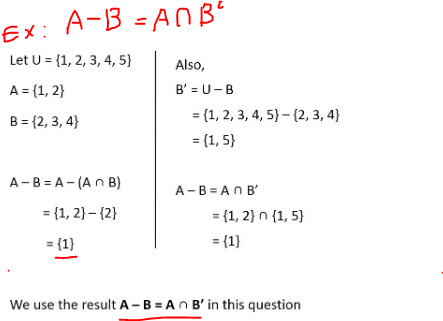 Ex: A-B = A∩B'
Let U = {1, 2, 3, 4, 5}
A = {1, 2}
B = {2, 3, 4}
A – B = A – (A ∩ B)
= {1, 2} – {2}
= {1}
Also,
B′ = U – B
= {1, 2, 3, 4, 5} – {2, 3, 4}
= {1, 5}
A – B = A ∩ B′
= {1, 2} ∩ {1, 5}
= {1}
We use the result A – B = A ∩ B′ in this question